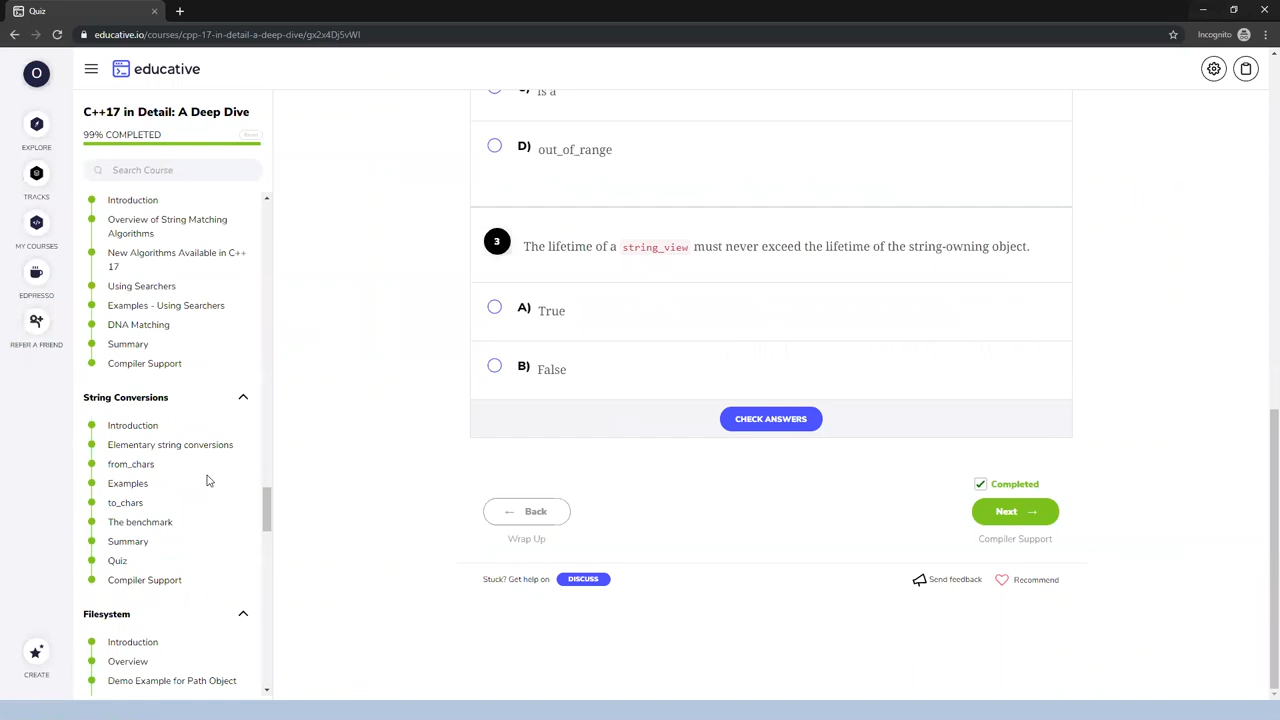 Quiz
educative.io/courses/cpp-17-in-detail-a-deep-dive/gx2x4Dj5vWl
Incognito
O
educative
EXPLORE
TRACKS
MY COURSES
EDPRESSO
REFER A FRIEND
CREATE
C++17 in Detail: A Deep Dive
99% COMPLETED
Reset
Search Course
Introduction
Overview of String Matching
Algorithms
New Algorithms Available in C++
17
Using Searchers
Examples - Using Searchers
DNA Matching
Summary
Compiler Support
String Conversions
Introduction
Elementary string conversions
from_chars
Examples
to_chars
The benchmark
Summary
Quiz
Compiler Support
Filesystem
Introduction
Overview
Demo Example for Path Object
is a
D) out_of_range
3 The lifetime of a string_view must never exceed the lifetime of the string-owning object.
A) True
B) False
CHECK ANSWERS
Completed
← Back
Next →
Wrap Up
Compiler Support
Stuck? Get help on DISCUSS
Send feedback
Recommend